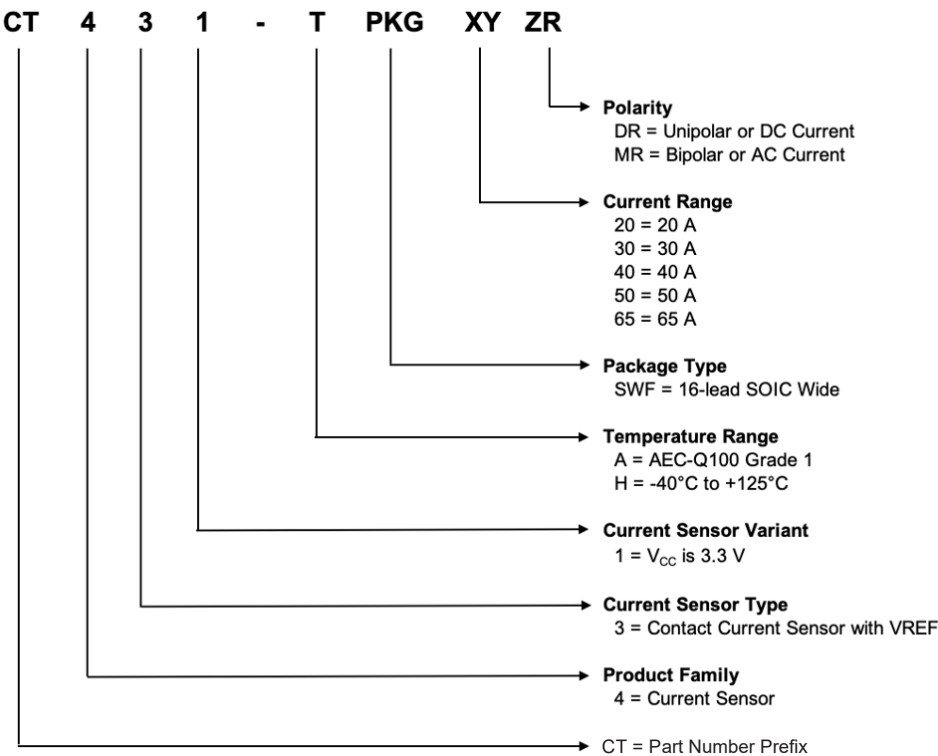 CT 4 3 1 - T PKG XY ZR
Polarity
DR = Unipolar or DC Current
MR = Bipolar or AC Current
Current Range
20 = 20 A
30 = 30 A
40 = 40 A
50 = 50 A
65 = 65 A
Package Type
SWF = 16-lead SOIC Wide
Temperature Range
A = AEC-Q100 Grade 1
H = -40°C to +125°C
Current Sensor Variant
1 = VCC is 3.3 V
Current Sensor Type
3 = Contact Current Sensor with VREF
Product Family
4 = Current Sensor
CT = Part Number Prefix